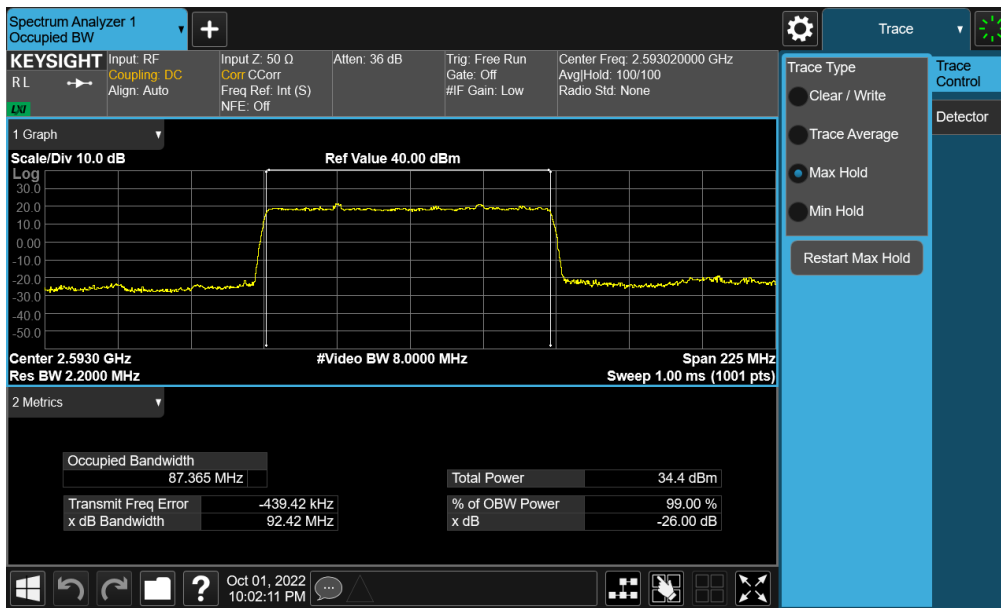 Spectrum Analyzer 1
Occupied BW
+
Trace
KEYSIGHT
R L
LXI
Input: RF
Coupling: DC
Align: Auto
Input Z: 50 Ω
Corr CCorr
Freq Ref: Int (S)
NFE: Off
Atten: 36 dB
Trig: Free Run
Gate: Off
#IF Gain: Low
Center Freq: 2.593020000 GHz
Avg|Hold: 100/100
Radio Std: None
Trace Type
Clear / Write
Trace Average
Max Hold
Min Hold
Restart Max Hold
Trace
Control
Detector
1 Graph
Scale/Div 10.0 dB
Ref Value 40.00 dBm
Log
30.0
20.0
10.0
0.00
-10.0
-20.0
-30.0
-40.0
-50.0
Center 2.5930 GHz
#Video BW 8.0000 MHz
Span 225 MHz
Res BW 2.2000 MHz
Sweep 1.00 ms (1001 pts)
2 Metrics
Occupied Bandwidth
87.365 MHz
Total Power 34.4 dBm
Transmit Freq Error -439.42 kHz
% of OBW Power 99.00 %
x dB Bandwidth 92.42 MHz
x dB -26.00 dB
?
Oct 01, 2022
10:02:11 PM